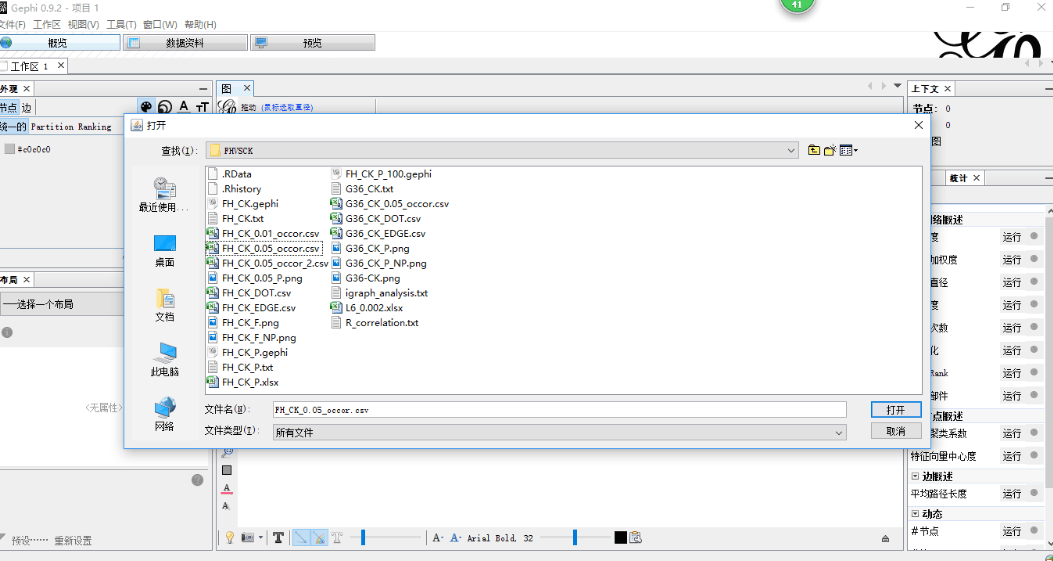 Gephi 0.9.2 - 项目 1
41
文件(F) 工作区 视图(V) 工具(T) 窗口(W) 帮助(H)
概览 数据资料 预览
工作区 1
外观 图 上下文
节点 边 拖动 (鼠标选取直径) 节点: 0
统一的 Partition Ranking 打开 0
#c0c0c0 查找(I): FHVSCK 图
.RData FH_CK_P_100.gephi
.Rhistory G36_CK.txt 统计
最近使用... FH_CK.gephi G36_CK_0.05_occor.csv
FH_CK.txt G36_CK_DOT.csv 网络概述
FH_CK_0.01_occor.csv G36_CK_EDGE.csv 度 运行
FH_CK_0.05_occor.csv G36_CK_P.png
桌面 FH_CK_0.05_occor_2.csv G36_CK_P_NP.png 加权度 运行
布局 FH_CK_0.05_P.png G36-CK.png 直径 运行
FH_CK_DOT.csv igraph_analysis.txt
---选择一个布局 FH_CK_EDGE.csv L6_0.002.xlsx 度 运行
文档 FH_CK_F.png R_correlation.txt 次数 运行
FH_CK_F_NP.png
FH_CK_P.gephi 化 运行
此电脑 FH_CK_P.txt Rank 运行
FH_CK_P.xlsx
部件 运行
<无属性> 文件名(N): FH_CK_0.05_occor.csv 打开 点概述
网络 文件类型(T): 所有文件 取消 聚类系数 运行
特征向量中心度 运行
边概述
A 平均路径长度 运行
A 动态
预设…… 重新设置 T T A- A- Arial Bold, 32 #节点 运行